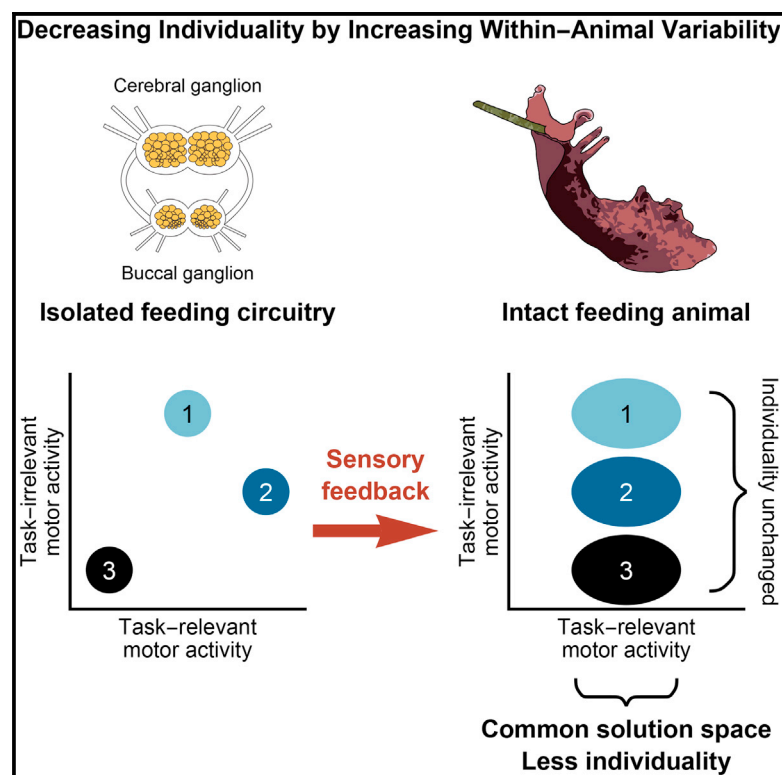 Decreasing Individuality by Increasing Within–Animal Variability
Cerebral ganglion
Buccal ganglion
Isolated feeding circuitry
Intact feeding animal
Task–irrelevant
motor activity
1
2
3
Task–relevant
motor activity
Sensory
feedback
Task–irrelevant
motor activity
1
2
3
Individuality unchanged
Task–relevant
motor activity
Common solution space
Less individuality